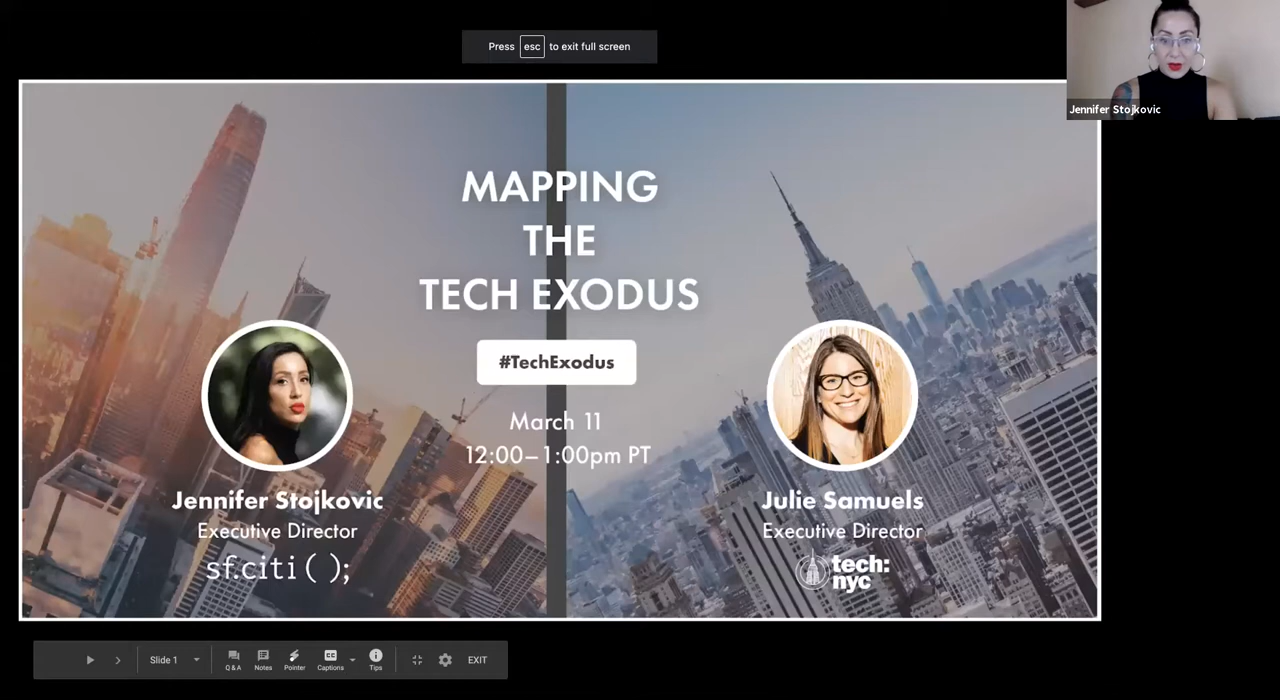 Press esc to exit full screen
Jennifer Stojkovic
MAPPING
THE
TECH EXODUS
#TechExodus
March 11
12:00–1:00pm PT
Jennifer Stojkovic
Executive Director
sf.citi ( );
Julie Samuels
Executive Director
tech:
nyc
Slide 1
Q & A
Notes
Pointer
Captions
Tips
EXIT